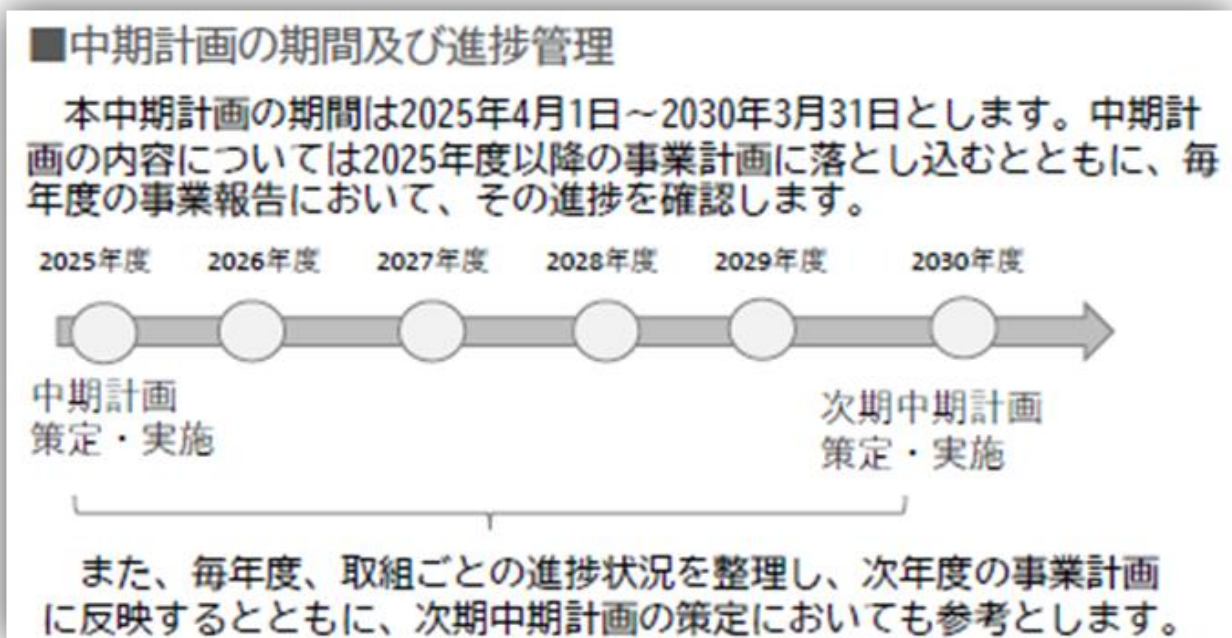 ■中期計画の期間及び進捗管理
本中期計画の期間は2025年4月1日～2030年3月31日とします。中期計
画の内容については2025年度以降の事業計画に落とし込むとともに、毎
年度の事業報告において、その進捗を確認します。
2025年度 2026年度 2027年度 2028年度 2029年度 2030年度
中期計画
策定・実施
次期中期計画
策定・実施
また、毎年度、取組ごとの進捗状況を整理し、次年度の事業計画
に反映するとともに、次期中期計画の策定においても参考とします。